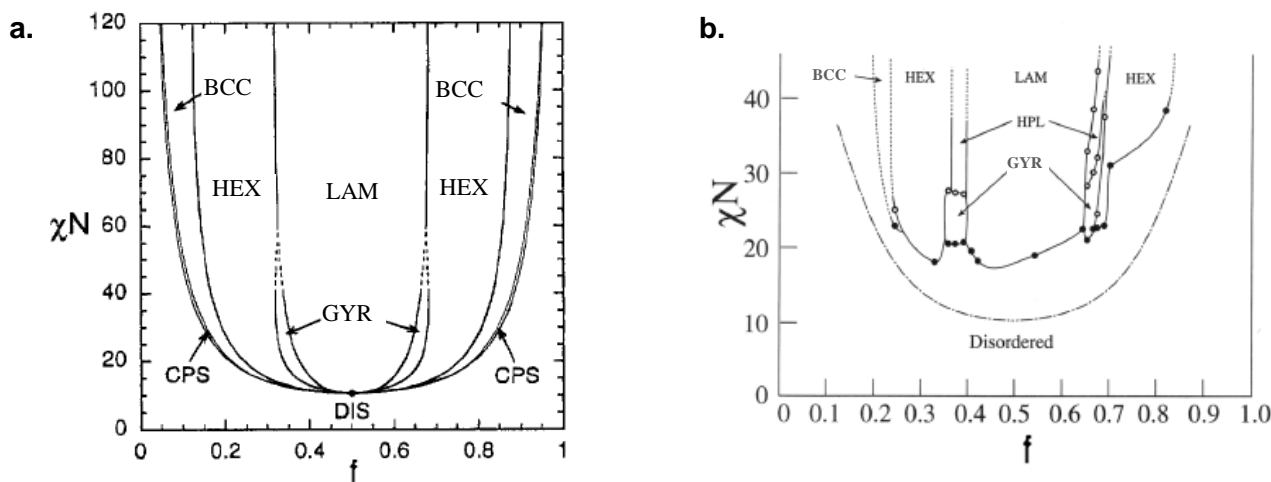 a.
120
100
80
60
40
20
0
χN
BCC
BCC
HEX
LAM
HEX
GYR
CPS
CPS
DIS
0
0.2
0.4
0.6
0.8
1
f
b.
BCC
HEX
LAM
HEX
HPL
GYR
40
30
20
10
0
χN
Disordered
0
0.1
0.2
0.3
0.4
0.5
0.6
0.7
0.8
0.9
1.0
f